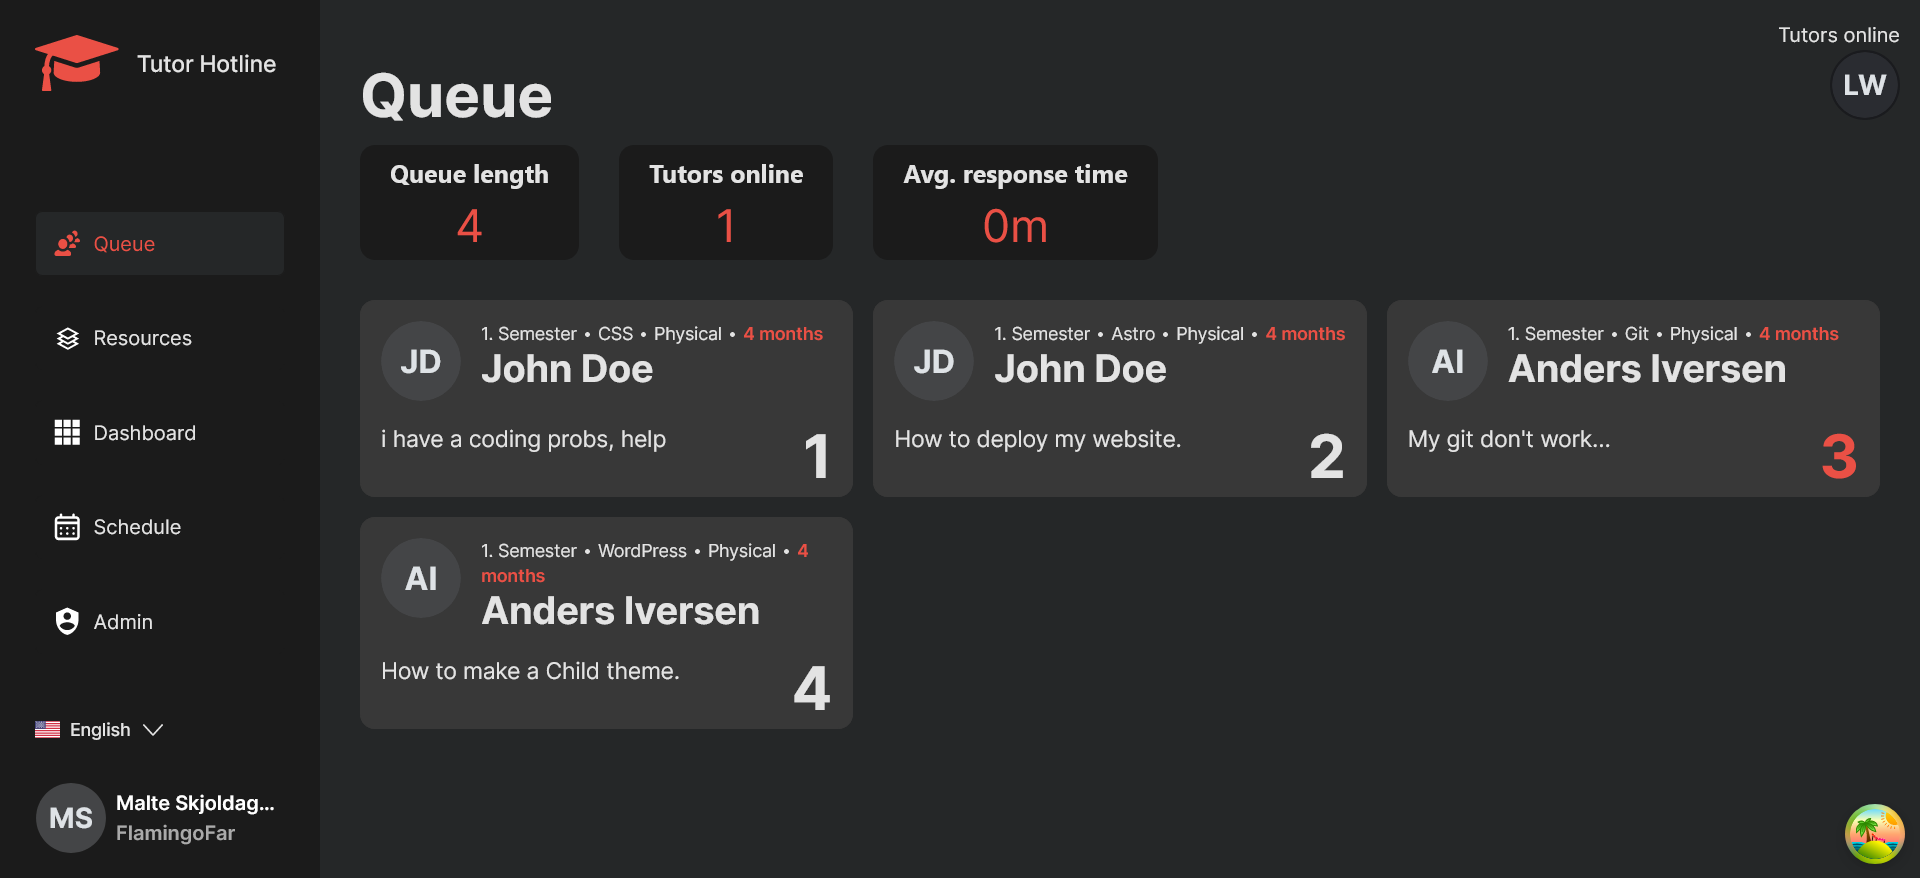 Tutor Hotline
Queue
Resources
Dashboard
Schedule
Admin
English
MS
Malte Skjoldag...
FlamingoFar
Tutors online
LW
Queue
Queue length
4
Tutors online
1
Avg. response time
0m
JD
1. Semester • CSS • Physical • 4 months
John Doe
i have a coding probs, help
1
JD
1. Semester • Astro • Physical • 4 months
John Doe
How to deploy my website.
2
AI
1. Semester • Git • Physical • 4 months
Anders Iversen
My git don't work...
3
AI
1. Semester • WordPress • Physical • 4
months
Anders Iversen
How to make a Child theme.
4